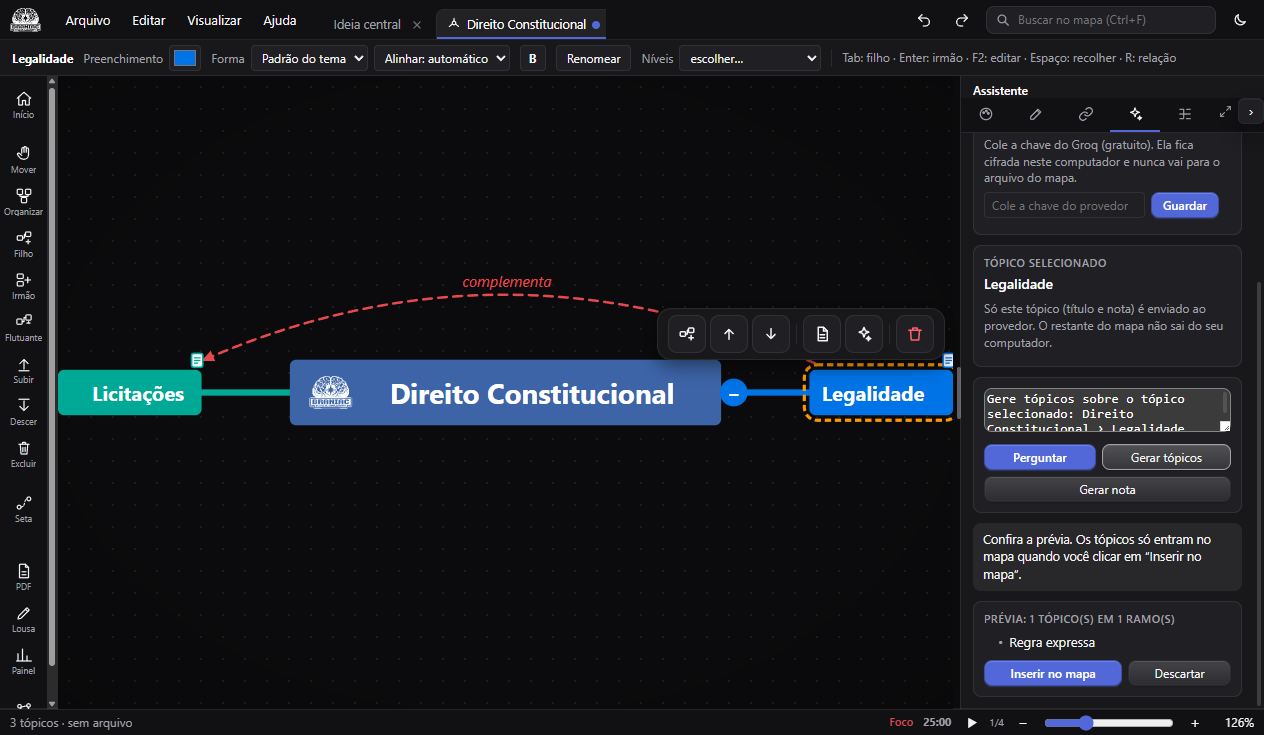 Arquivo Editar Visualizar Ajuda Ideia central × Direito Constitucional Buscar no mapa (Ctrl+F)
Legalidade Preenchimento Forma Padrão do tema Alinhar: automático B Renomear Níveis escolher... Tab: filho · Enter: irmão · F2: editar · Espaço: recolher · R: relação
Início
Mover
Organizar
Filho
Irmão
Flutuante
Subir
Descer
Excluir
Seta
PDF
Lousa
Painel
complementa
Licitações
BRAINIAC
Direito Constitucional
−
Legalidade
Assistente
Cole a chave do Groq (gratuito). Ela fica
cifrada neste computador e nunca vai para o
arquivo do mapa.
Cole a chave do provedor Guardar
TÓPICO SELECIONADO
Legalidade
Só este tópico (título e nota) é enviado ao
provedor. O restante do mapa não sai do seu
computador.
Gere tópicos sobre o tópico
selecionado: Direito
Constitucional › Legalidade
Perguntar Gerar tópicos
Gerar nota
Confira a prévia. Os tópicos só entram no
mapa quando você clicar em “Inserir no
mapa”.
PRÉVIA: 1 TÓPICO(S) EM 1 RAMO(S)
• Regra expressa
Inserir no mapa Descartar
3 tópicos · sem arquivo Foco 25:00 1/4 − + 126%